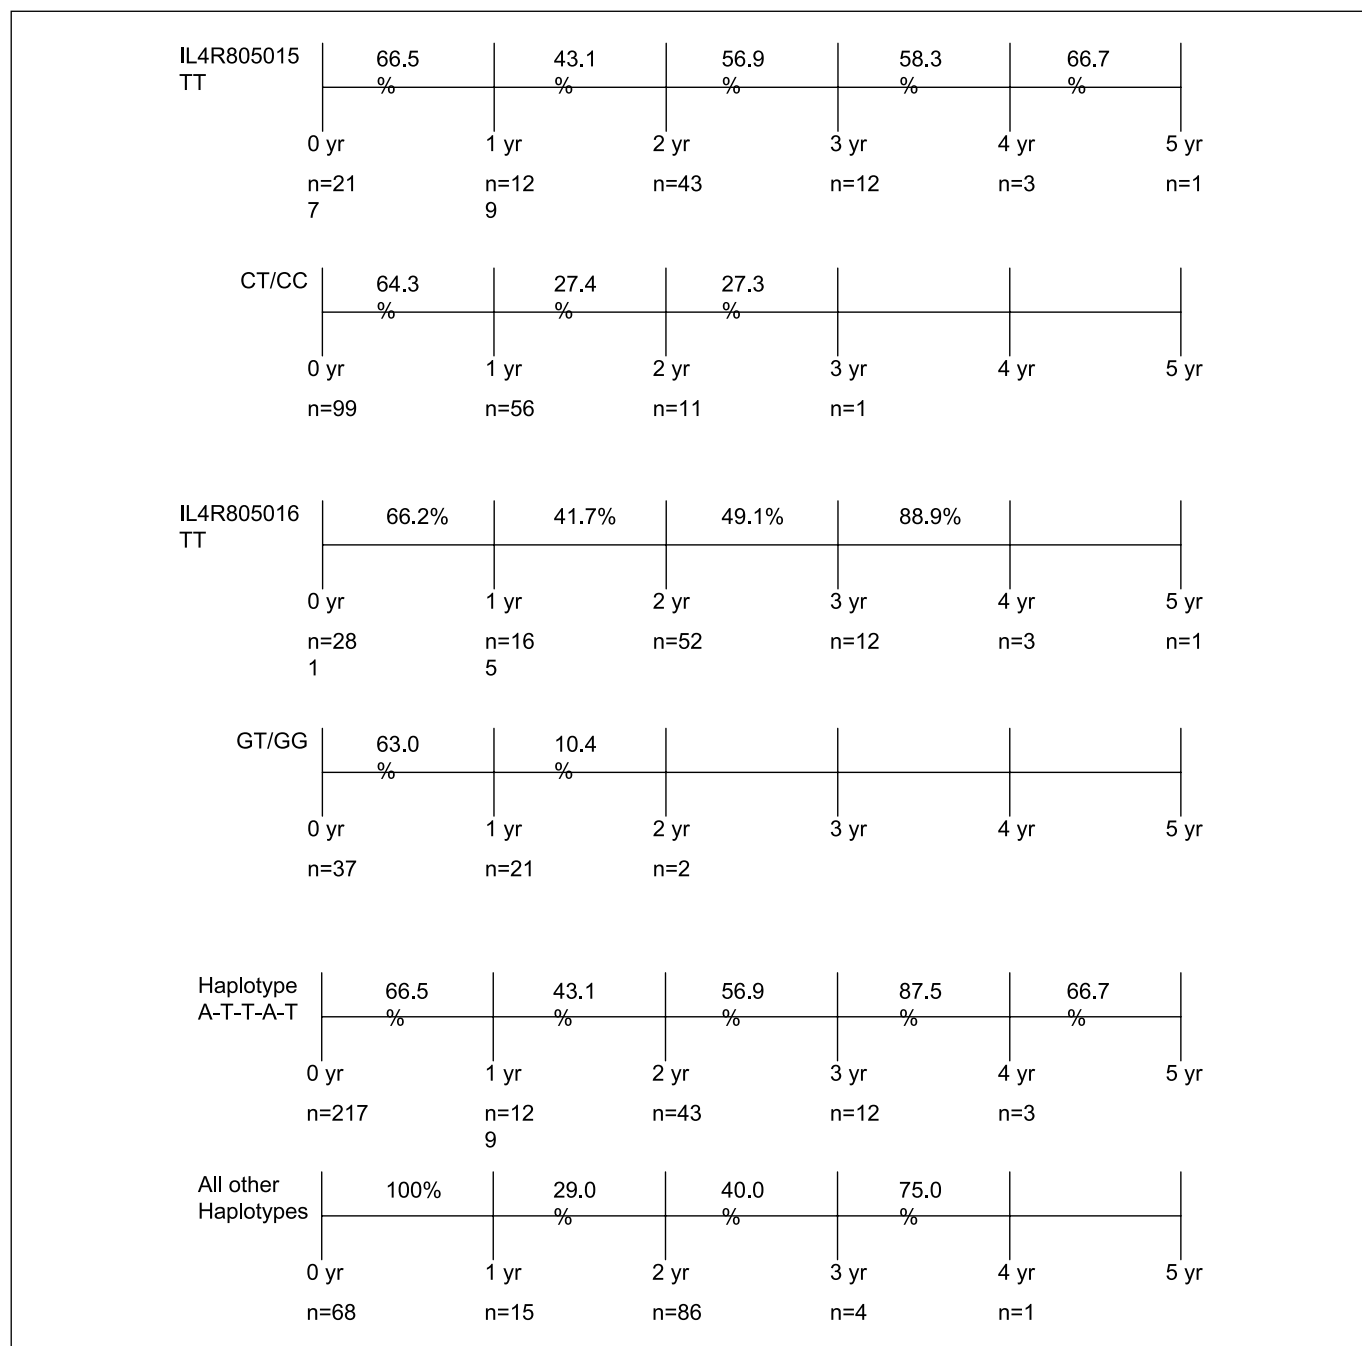 IL4R805015 66.5 43.1 56.9 58.3 66.7
TT % % % % %
0 yr 1 yr 2 yr 3 yr 4 yr 5 yr
n=21 n=12 n=43 n=12 n=3 n=1
7 9
CT/CC 64.3 27.4 27.3
% % %
0 yr 1 yr 2 yr 3 yr 4 yr 5 yr
n=99 n=56 n=11 n=1
IL4R805016 66.2% 41.7% 49.1% 88.9%
TT
0 yr 1 yr 2 yr 3 yr 4 yr 5 yr
n=28 n=16 n=52 n=12 n=3 n=1
1 5
GT/GG 63.0 10.4
% %
0 yr 1 yr 2 yr 3 yr 4 yr 5 yr
n=37 n=21 n=2
Haplotype 66.5 43.1 56.9 87.5 66.7
A-T-T-A-T % % % % %
0 yr 1 yr 2 yr 3 yr 4 yr 5 yr
n=217 n=12 n=43 n=12 n=3
9
All other 100% 29.0 40.0 75.0
Haplotypes % % %
0 yr 1 yr 2 yr 3 yr 4 yr 5 yr
n=68 n=15 n=86 n=4 n=1